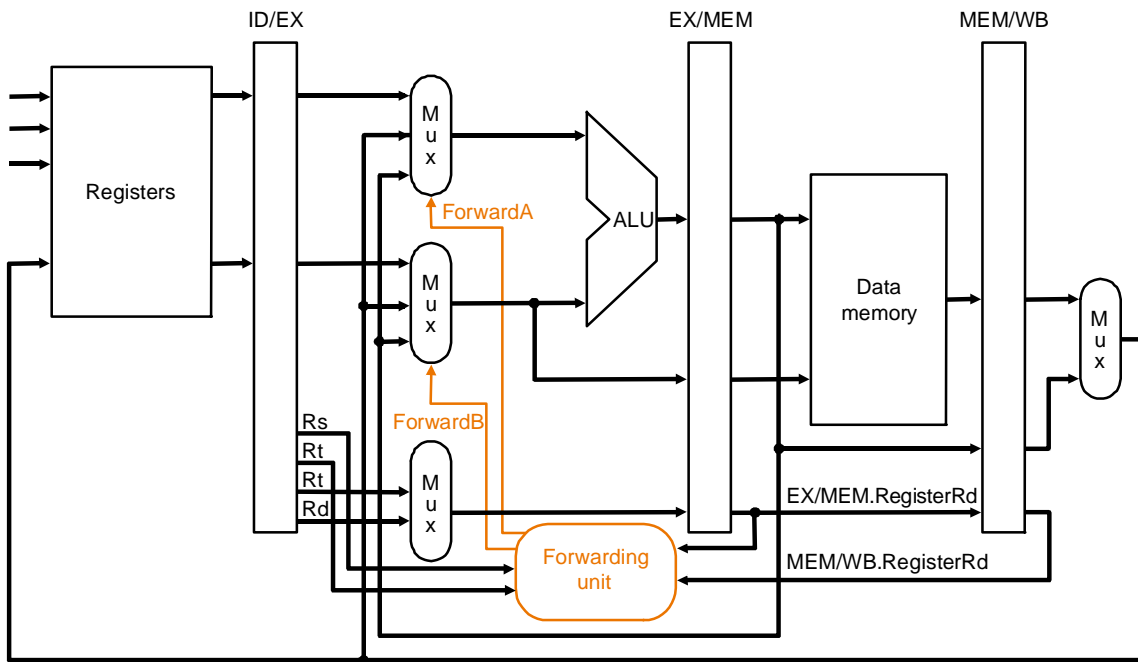 ID/EX
EX/MEM
MEM/WB
Registers
M
u
x
ForwardA
ALU
M
u
x
Data
memory
M
u
x
ForwardB
Rs
Rt
Rt
Rd
M
u
x
EX/MEM.RegisterRd
Forwarding
unit
MEM/WB.RegisterRd